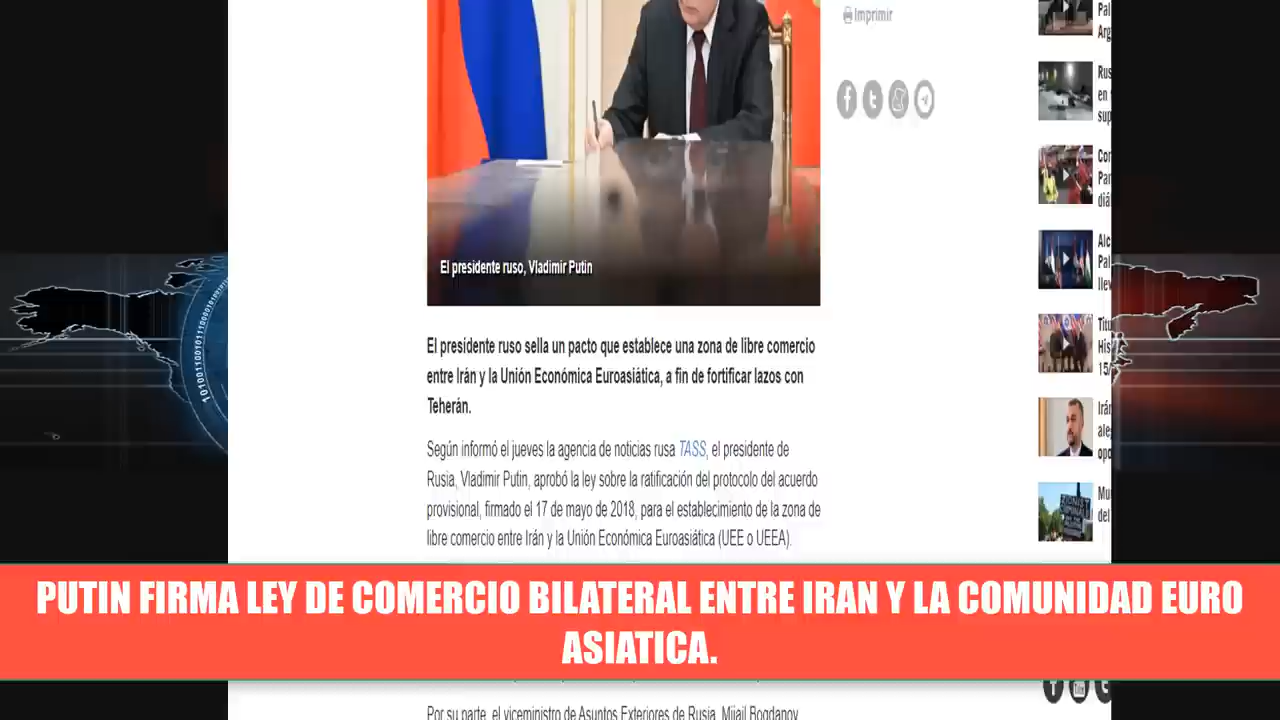 Imprimir
El presidente ruso, Vladimir Putin
El presidente ruso sella un pacto que establece una zona de libre comercio
entre Irán y la Unión Económica Euroasiática, a fin de fortificar lazos con
Teherán.
Según informó el jueves la agencia de noticias rusa TASS, el presidente de
Rusia, Vladimir Putin, aprobó la ley sobre la ratificación del protocolo del acuerdo
provisional, firmado el 17 de mayo de 2018, para el establecimiento de la zona de
libre comercio entre Irán y la Unión Económica Euroasiática (UEE o UEEA).
PUTIN FIRMA LEY DE COMERCIO BILATERAL ENTRE IRAN Y LA COMUNIDAD EURO
ASIATICA.
Por su parte, el viceministro de Asuntos Exteriores de Rusia, Mijail Bogdanov